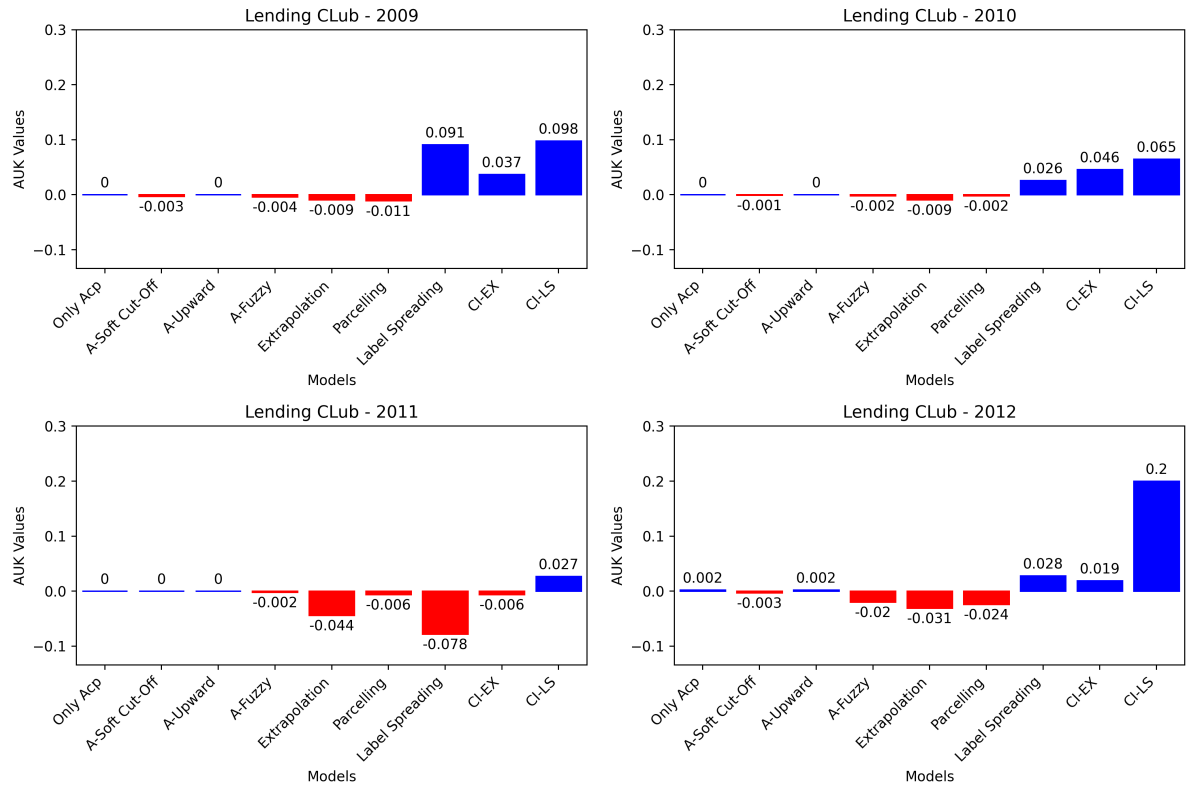 Lending CLub - 2009
AUK Values
0.3
0.2
0.1
0.0
−0.1
0
-0.003
0
-0.004
-0.009
-0.011
0.091
0.037
0.098
Only Acp
A-Soft Cut-Off
A-Upward
A-Fuzzy
Extrapolation
Parcelling
Label Spreading
CI-EX
CI-LS
Models
Lending CLub - 2010
AUK Values
0.3
0.2
0.1
0.0
−0.1
0
-0.001
0
-0.002
-0.009
-0.002
0.026
0.046
0.065
Only Acp
A-Soft Cut-Off
A-Upward
A-Fuzzy
Extrapolation
Parcelling
Label Spreading
CI-EX
CI-LS
Models
Lending CLub - 2011
AUK Values
0.3
0.2
0.1
0.0
−0.1
0
0
0
-0.002
-0.044
-0.006
-0.078
-0.006
0.027
Only Acp
A-Soft Cut-Off
A-Upward
A-Fuzzy
Extrapolation
Parcelling
Label Spreading
CI-EX
CI-LS
Models
Lending CLub - 2012
AUK Values
0.3
0.2
0.1
0.0
−0.1
0.002
-0.003
0.002
-0.02
-0.031
-0.024
0.028
0.019
0.2
Only Acp
A-Soft Cut-Off
A-Upward
A-Fuzzy
Extrapolation
Parcelling
Label Spreading
CI-EX
CI-LS
Models